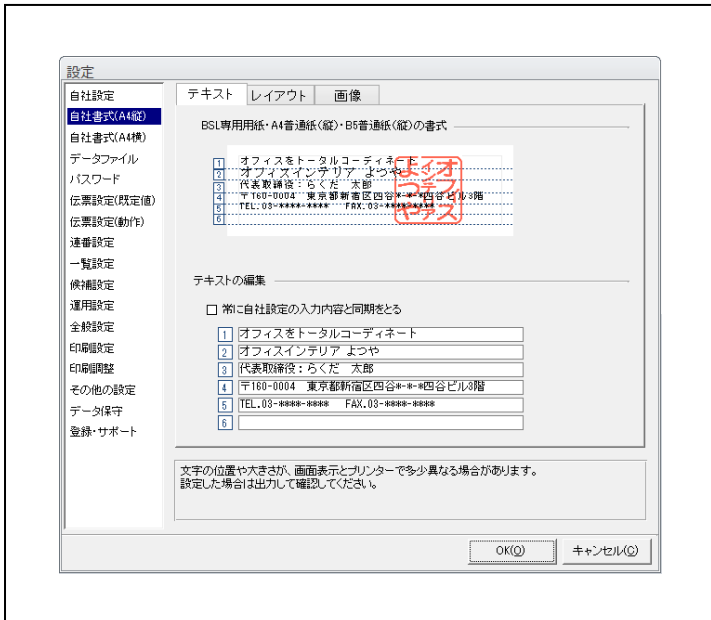 設定
自社設定
自社書式(A4縦)
自社書式(A4横)
データファイル
パスワード
伝票設定(既定値)
伝票設定(動作)
連番設定
一覧設定
候補設定
運用設定
全般設定
印刷設定
印刷調整
その他の設定
データ保守
登録・サポート
テキスト レイアウト 画像
BSL専用用紙・A4普通紙(縦)・B5普通紙(縦)の書式
1 オフィスをトータルコーディネート
2 オフィスインテリア よつや
3 代表取締役：らくだ 太郎
4 〒160-0004 東京都新宿区四谷*-*-*四谷ビル3階
5 TEL.03-****-**** FAX.03-****-****
6
オフィスインテリアよつや
テキストの編集
常に自社設定の入力内容と同期をとる
1 オフィスをトータルコーディネート
2 オフィスインテリア よつや
3 代表取締役：らくだ 太郎
4 〒160-0004 東京都新宿区四谷*-*-*四谷ビル3階
5 TEL.03-****-**** FAX.03-****-****
6
文字の位置や大きさが、画面表示とプリンターで多少異なる場合があります。
設定した場合は出力して確認してください。
OK(O) キャンセル(C)